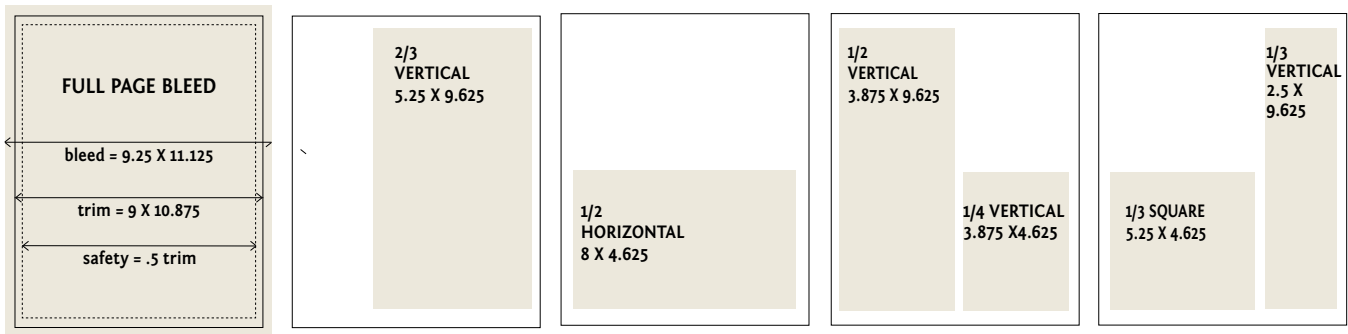 FULL PAGE BLEED
bleed = 9.25 X 11.125
trim = 9 X 10.875
safety = .5 trim
2/3
VERTICAL
5.25 X 9.625
1/2
HORIZONTAL
8 X 4.625
1/2
VERTICAL
3.875 X 9.625
1/4 VERTICAL
3.875 X4.625
1/3 SQUARE
5.25 X 4.625
1/3
VERTICAL
2.5 X
9.625